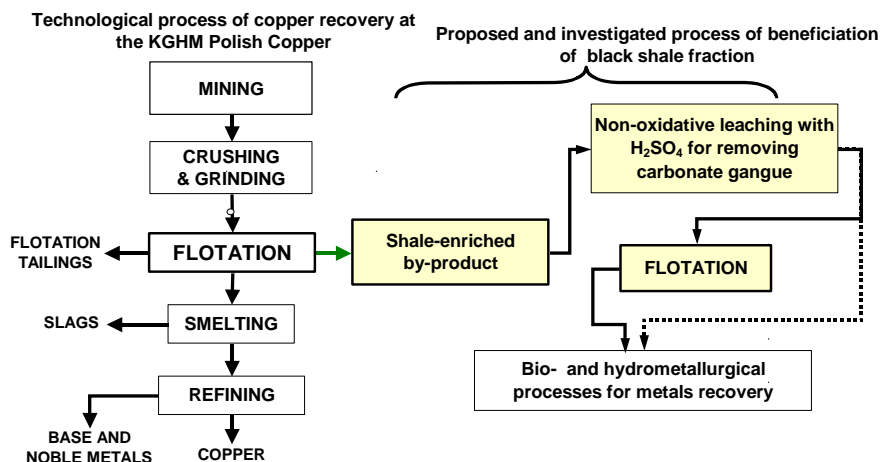 Technological process of copper recovery at
the KGHM Polish Copper
MINING
CRUSHING
& GRINDING
FLOTATION
FLOTATION
TAILINGS
SMELTING
SLAGS
REFINING
BASE AND
NOBLE METALS
COPPER
Proposed and investigated process of beneficiation
of black shale fraction
Shale-enriched
by-product
Non-oxidative leaching with
H₂SO₄ for removing
carbonate gangue
FLOTATION
Bio- and hydrometallurgical
processes for metals recovery